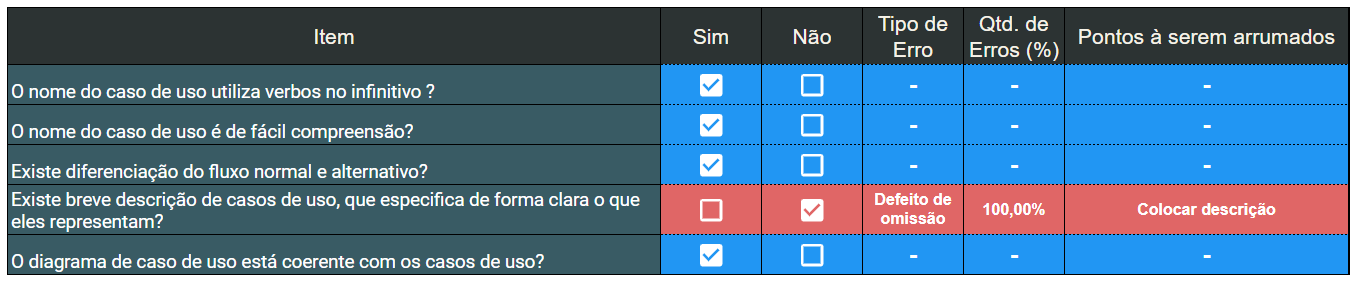 Item Sim Não Tipo de Erro Qtd. de Erros (%) Pontos à serem arrumados
O nome do caso de uso utiliza verbos no infinitivo ? - - -
O nome do caso de uso é de fácil compreensão? - - -
Existe diferenciação do fluxo normal e alternativo? - - -
Existe breve descrição de casos de uso, que especifica de forma clara o que
eles representam? Defeito de omissão 100,00% Colocar descrição
O diagrama de caso de uso está coerente com os casos de uso? - - -